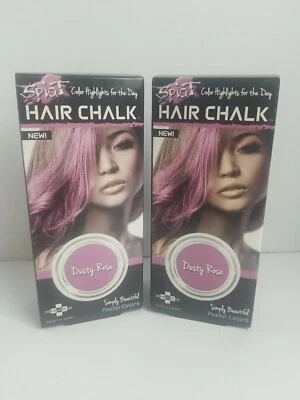 Splat Color Highlights for the Day
HAIR CHALK
NEW!
Dusty Rose
Simply Beautiful
Pastel Colors
Splat Color Highlights for the Day
HAIR CHALK
NEW!
Dusty Rose
Simply Beautiful
Pastel Colors